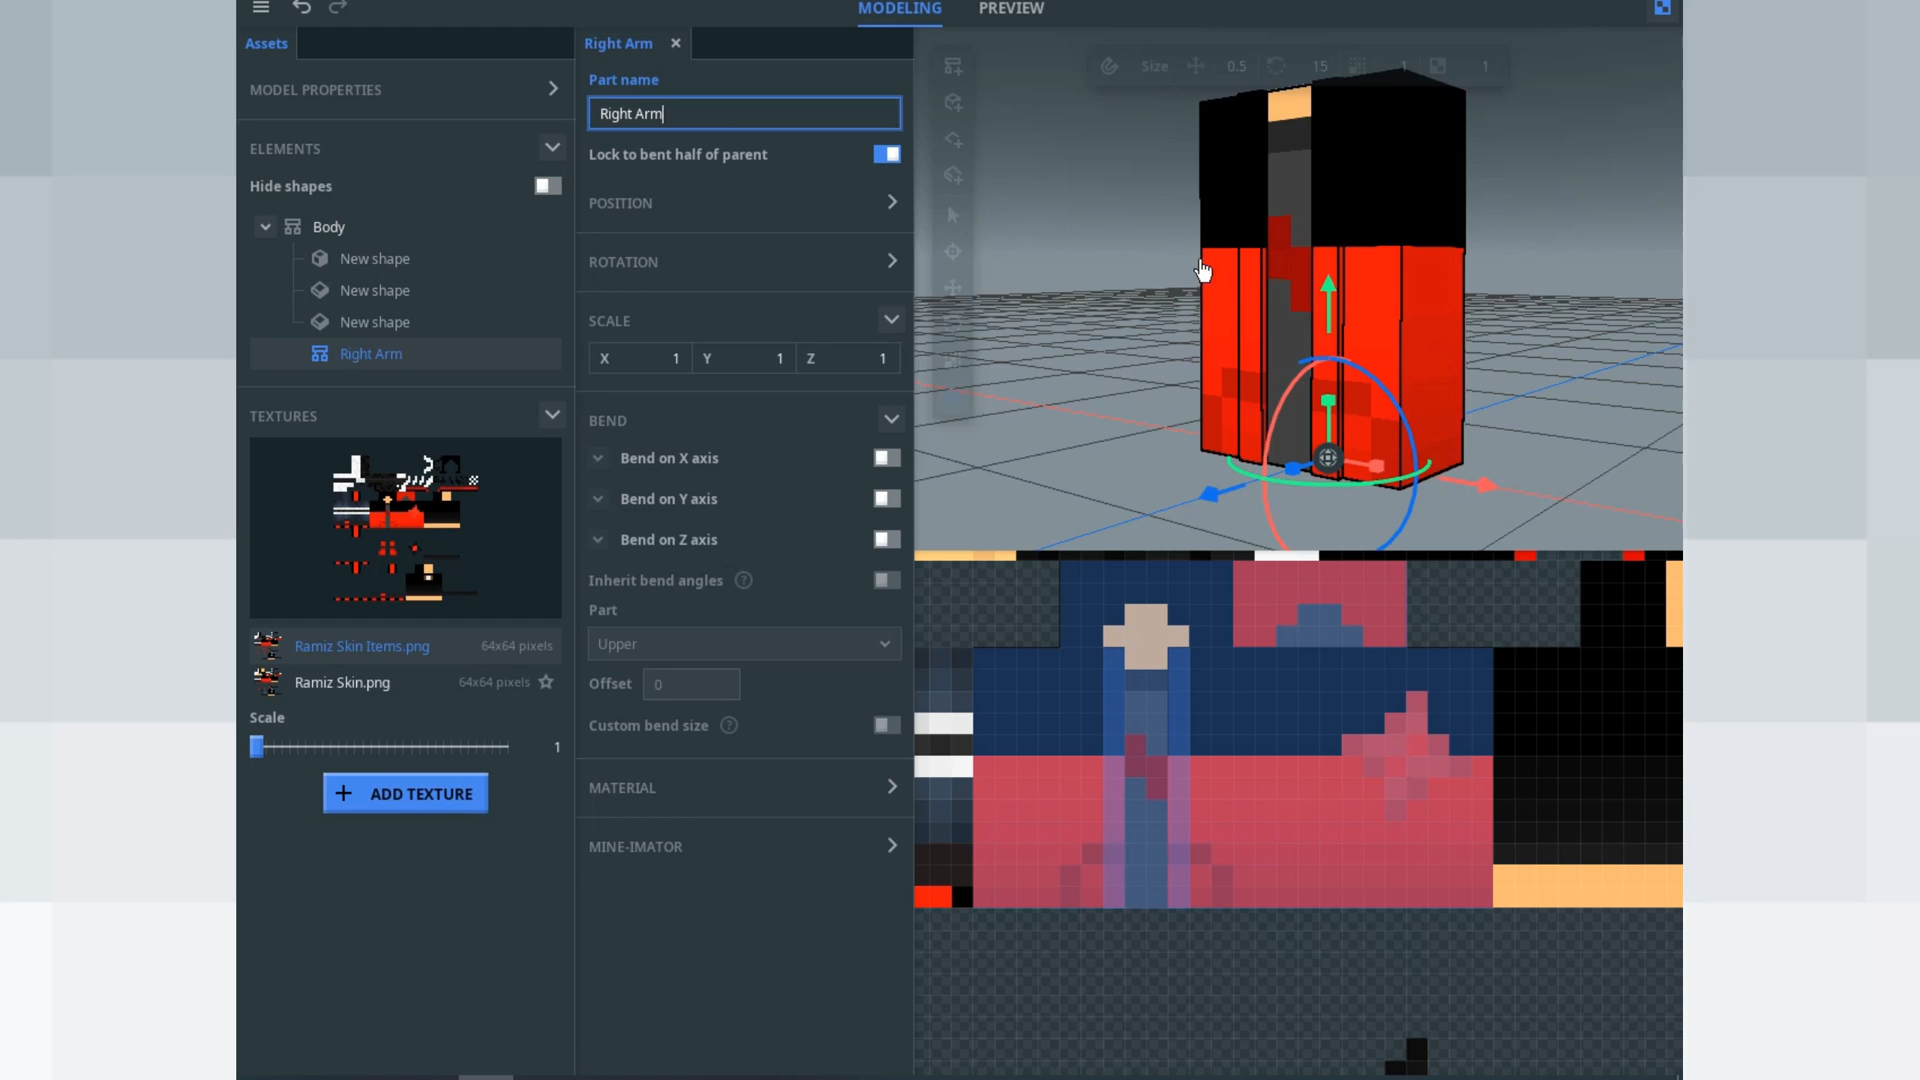 MODELING PREVIEW
Assets
MODEL PROPERTIES
ELEMENTS
Hide shapes
Body
New shape
New shape
New shape
Right Arm
TEXTURES
Ramiz Skin Items.png 64x64 pixels
Ramiz Skin.png 64x64 pixels
Scale
1
ADD TEXTURE
Right Arm
Part name
Right Arm
Lock to bent half of parent
POSITION
ROTATION
SCALE
X 1 Y 1 Z 1
BEND
Bend on X axis
Bend on Y axis
Bend on Z axis
Inherit bend angles ?
Part
Upper
Offset 0
Custom bend size ?
MATERIAL
MINE-IMATOR
Size 0.5 15 1 1